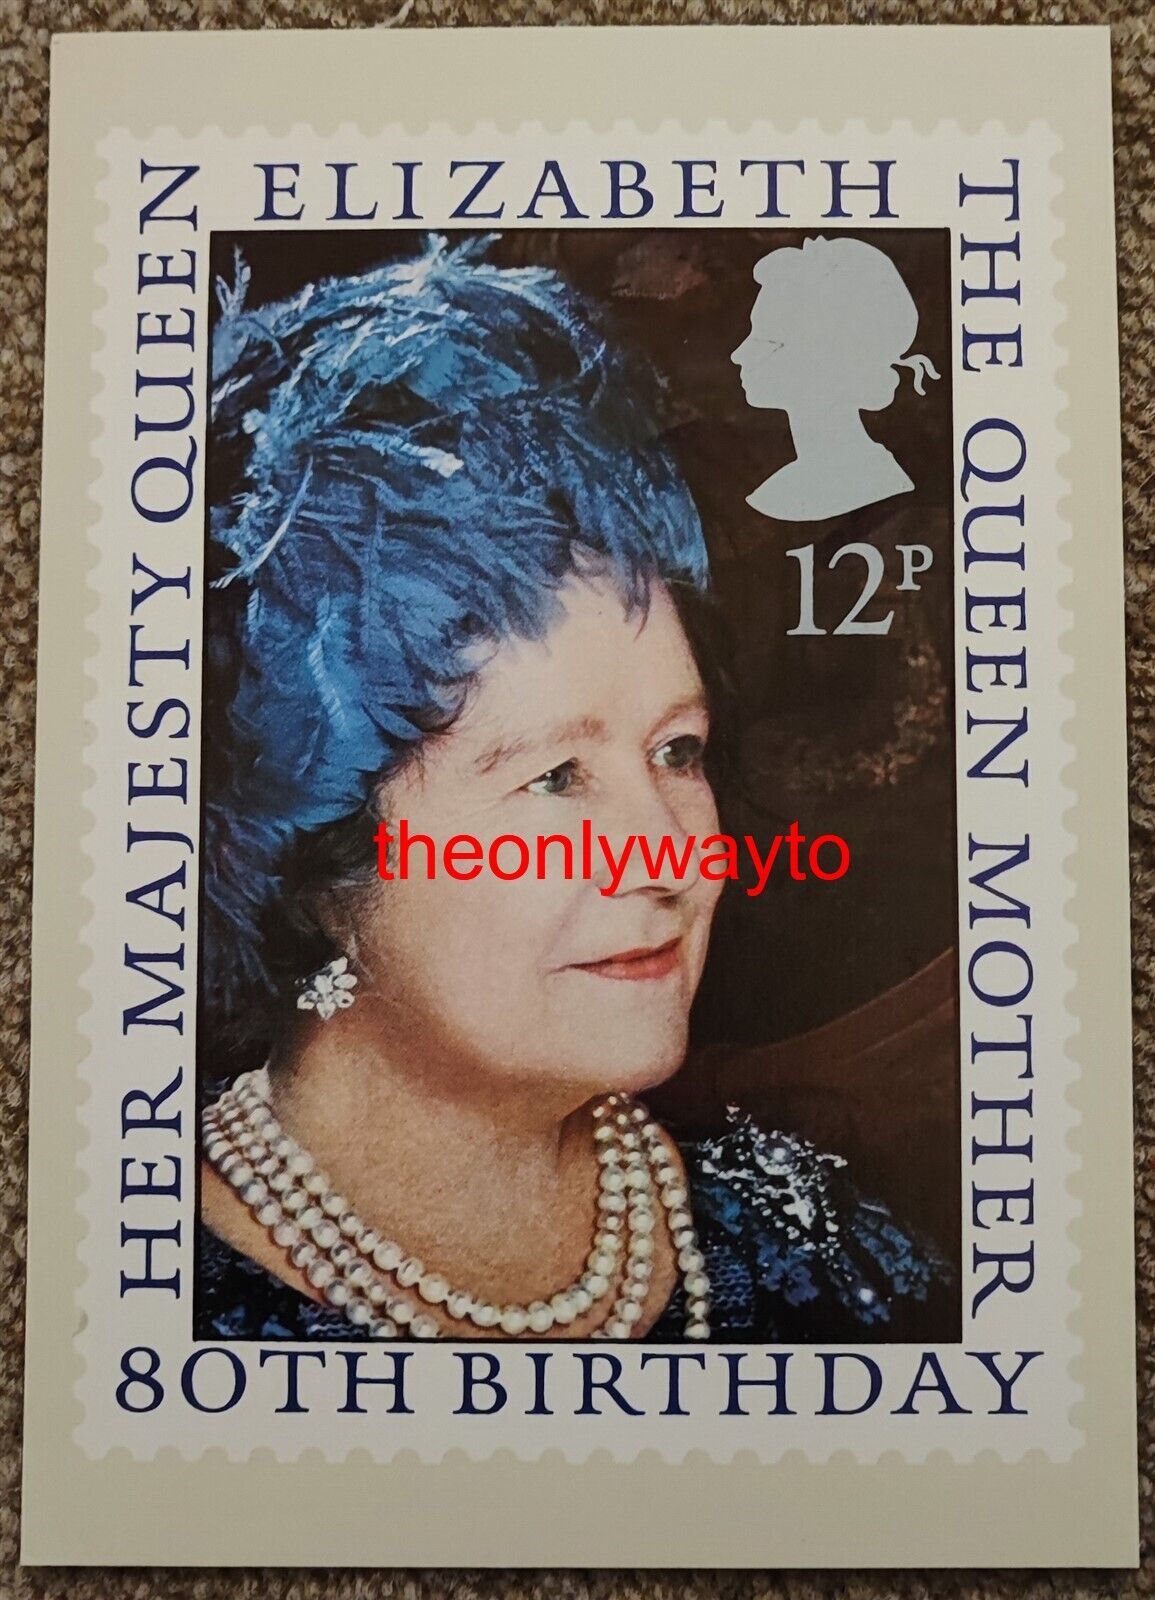 HER MAJESTY QUEEN
ELIZABETH
THE QUEEN MOTHER
80TH BIRTHDAY
12P
theonlywayto